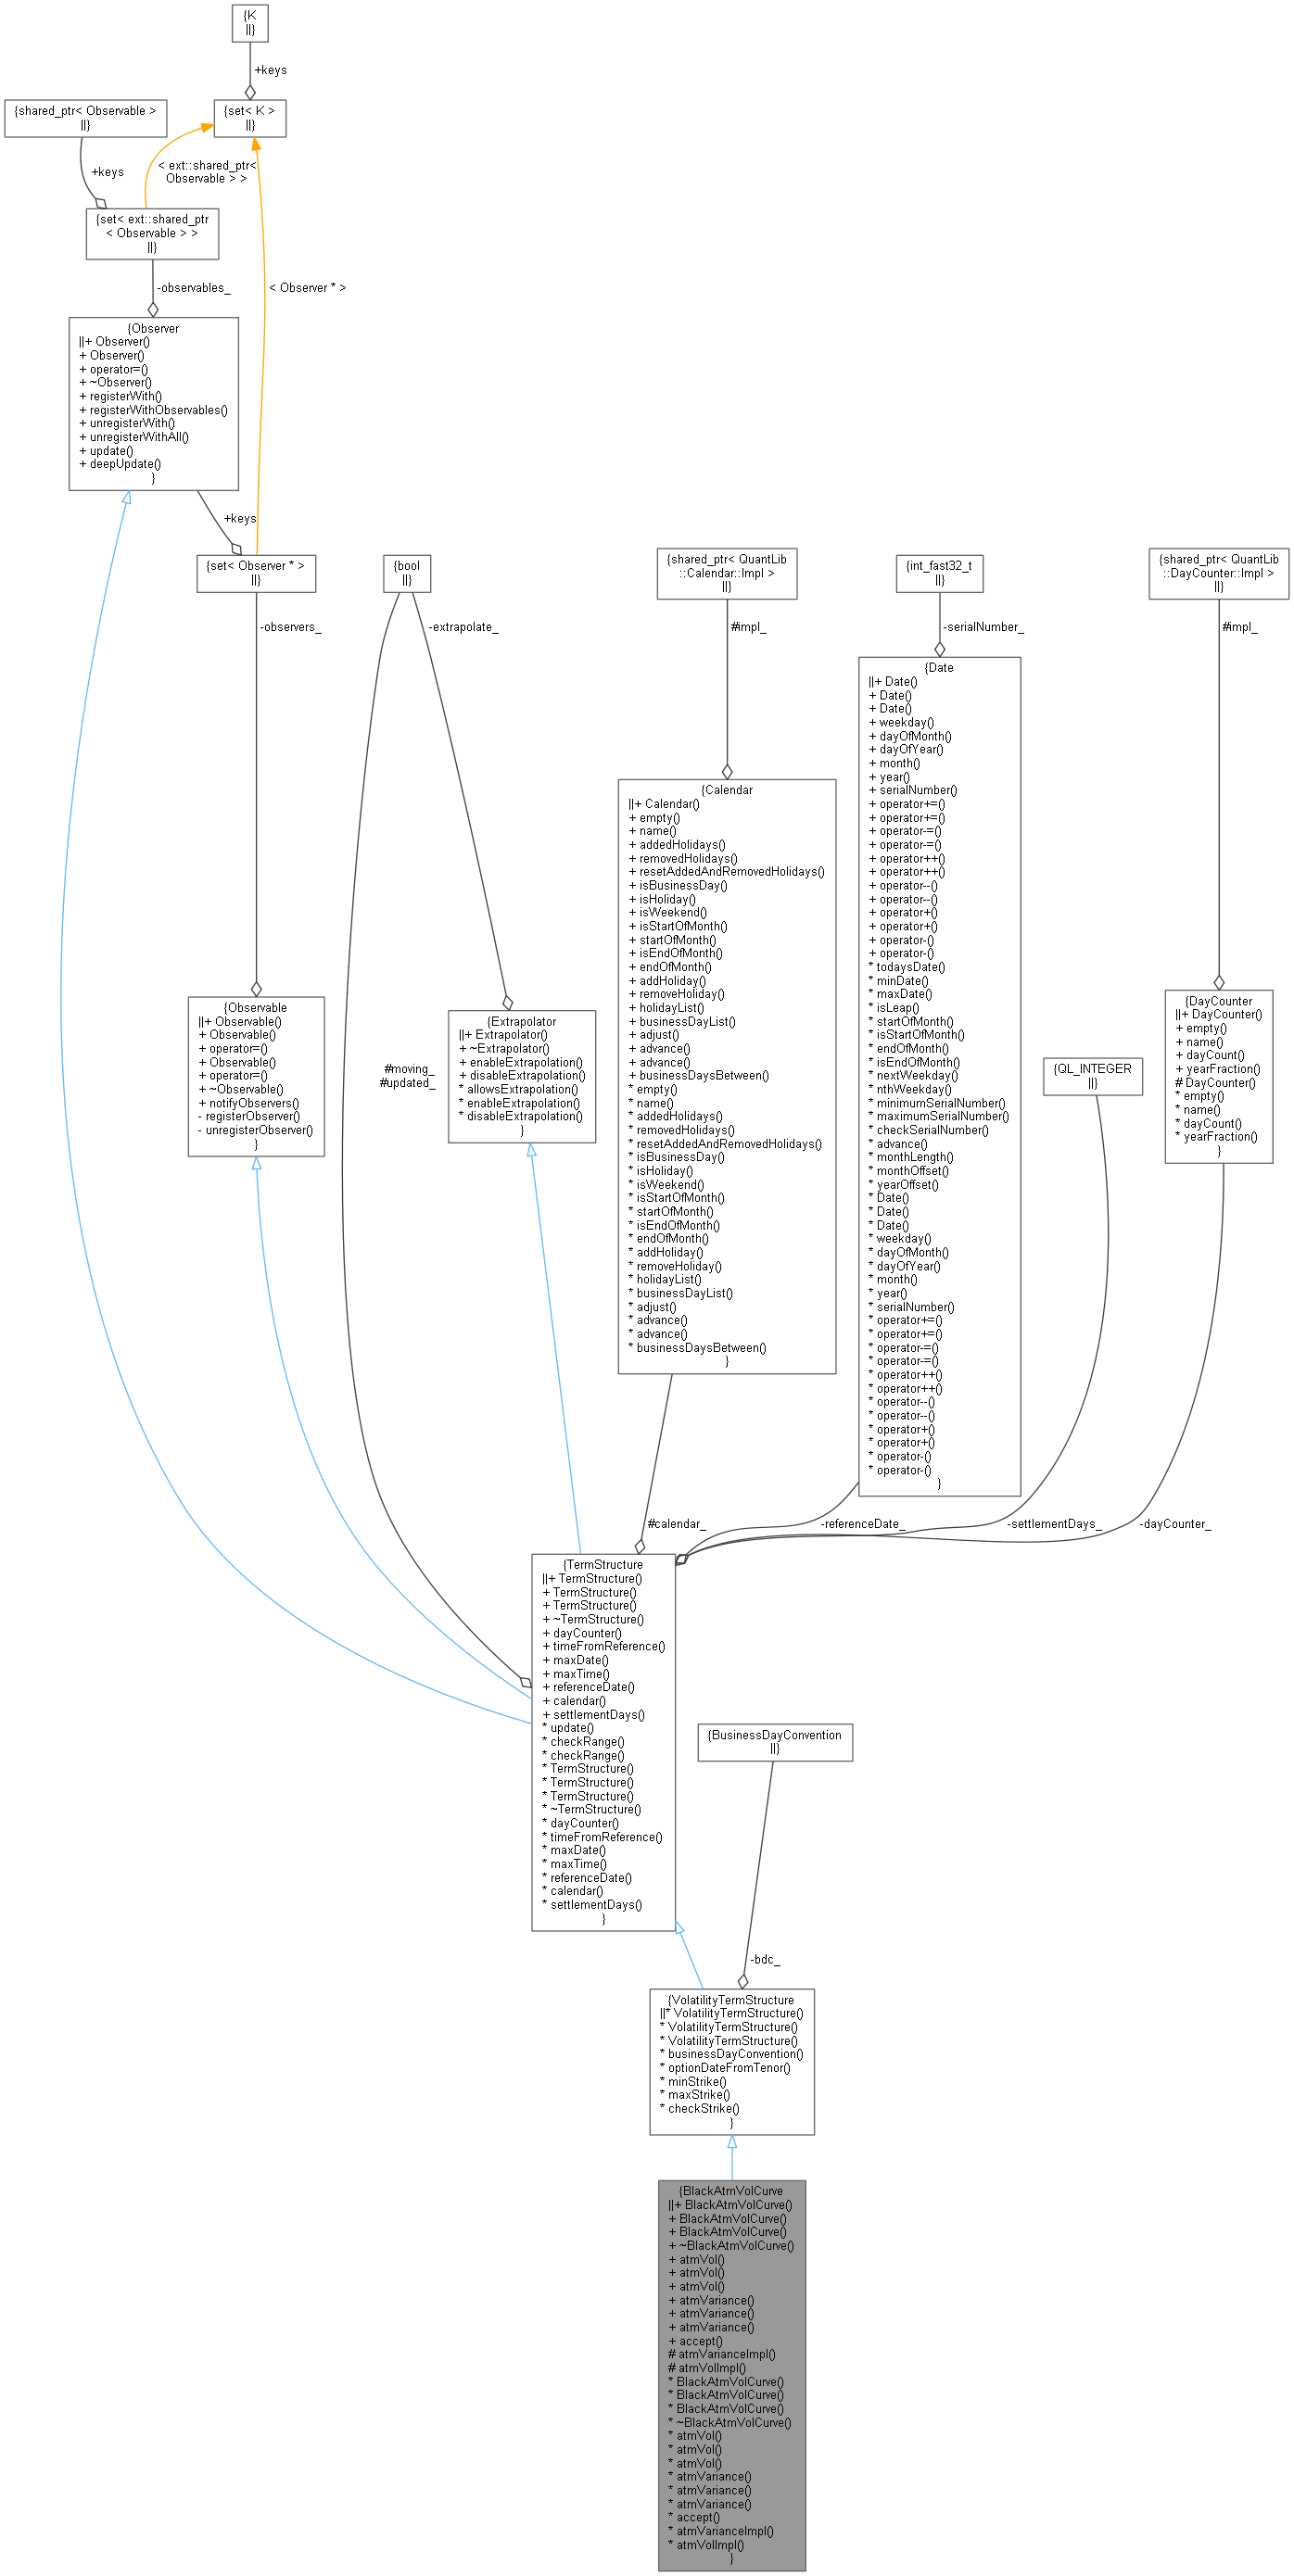 {K
||}
+keys
{shared_ptr< Observable >
||}
{set< K >
||}
+keys
< ext::shared_ptr<
Observable > >
{set< ext::shared_ptr
< Observable > >
||}
-observables_
< Observer * >
{Observer
||+ Observer()
+ Observer()
+ operator=()
+ ~Observer()
+ registerWith()
+ registerWithObservables()
+ unregisterWith()
+ unregisterWithAll()
+ update()
+ deepUpdate()
}
+keys
{set< Observer * >
||}
-observers_
{bool
||}
-extrapolate_
{shared_ptr< QuantLib
::Calendar::Impl >
||}
#impl_
{int_fast32_t
||}
-serialNumber_
{shared_ptr< QuantLib
::DayCounter::Impl >
||}
#impl_
{Date
||+ Date()
+ Date()
+ Date()
+ weekday()
+ dayOfMonth()
+ dayOfYear()
+ month()
+ year()
+ serialNumber()
+ operator+=()
+ operator+=()
+ operator-=()
+ operator-=()
+ operator++()
+ operator++()
+ operator--()
+ operator--()
+ operator+()
+ operator+()
+ operator-()
+ operator-()
* todaysDate()
* minDate()
* maxDate()
* isLeap()
* startOfMonth()
* isStartOfMonth()
* endOfMonth()
* isEndOfMonth()
* nextWeekday()
* nthWeekday()
* minimumSerialNumber()
* maximumSerialNumber()
* checkSerialNumber()
* advance()
* monthLength()
* monthOffset()
* yearOffset()
* Date()
* Date()
* Date()
* weekday()
* dayOfMonth()
* dayOfYear()
* month()
* year()
* serialNumber()
* operator+=()
* operator+=()
* operator-=()
* operator-=()
* operator++()
* operator++()
* operator--()
* operator--()
* operator+()
* operator+()
* operator-()
* operator-()
}
{Calendar
||+ Calendar()
+ empty()
+ name()
+ addedHolidays()
+ removedHolidays()
+ resetAddedAndRemovedHolidays()
+ isBusinessDay()
+ isHoliday()
+ isWeekend()
+ isStartOfMonth()
+ startOfMonth()
+ isEndOfMonth()
+ endOfMonth()
+ addHoliday()
+ removeHoliday()
+ holidayList()
+ businessDayList()
+ adjust()
+ advance()
+ advance()
+ businessDaysBetween()
* empty()
* name()
* addedHolidays()
* removedHolidays()
* resetAddedAndRemovedHolidays()
* isBusinessDay()
* isHoliday()
* isWeekend()
* isStartOfMonth()
* startOfMonth()
* isEndOfMonth()
* endOfMonth()
* addHoliday()
* removeHoliday()
* holidayList()
* businessDayList()
* adjust()
* advance()
* advance()
* businessDaysBetween()
}
{Observable
||+ Observable()
+ Observable()
+ operator=()
+ Observable()
+ operator=()
+ ~Observable()
+ notifyObservers()
- registerObserver()
- unregisterObserver()
}
#moving_
#updated_
{Extrapolator
||+ Extrapolator()
+ ~Extrapolator()
+ enableExtrapolation()
+ disableExtrapolation()
* allowsExtrapolation()
* enableExtrapolation()
* disableExtrapolation()
}
{QL_INTEGER
||}
{DayCounter
||+ DayCounter()
+ empty()
+ name()
+ dayCount()
+ yearFraction()
# DayCounter()
* empty()
* name()
* dayCount()
* yearFraction()
}
#calendar_
-referenceDate_
-settlementDays_
-dayCounter_
{TermStructure
||+ TermStructure()
+ TermStructure()
+ TermStructure()
+ ~TermStructure()
+ dayCounter()
+ timeFromReference()
+ maxDate()
+ maxTime()
+ referenceDate()
+ calendar()
+ settlementDays()
* update()
* checkRange()
* checkRange()
* TermStructure()
* TermStructure()
* TermStructure()
* ~TermStructure()
* dayCounter()
* timeFromReference()
* maxDate()
* maxTime()
* referenceDate()
* calendar()
* settlementDays()
}
{BusinessDayConvention
||}
-bdc_
{VolatilityTermStructure
||* VolatilityTermStructure()
* VolatilityTermStructure()
* VolatilityTermStructure()
* businessDayConvention()
* optionDateFromTenor()
* minStrike()
* maxStrike()
* checkStrike()
}
{BlackAtmVolCurve
||+ BlackAtmVolCurve()
+ BlackAtmVolCurve()
+ BlackAtmVolCurve()
+ ~BlackAtmVolCurve()
+ atmVol()
+ atmVol()
+ atmVol()
+ atmVariance()
+ atmVariance()
+ atmVariance()
+ accept()
# atmVarianceImpl()
# atmVolImpl()
* BlackAtmVolCurve()
* BlackAtmVolCurve()
* BlackAtmVolCurve()
* ~BlackAtmVolCurve()
* atmVol()
* atmVol()
* atmVol()
* atmVariance()
* atmVariance()
* atmVariance()
* accept()
* atmVarianceImpl()
* atmVolImpl()
}